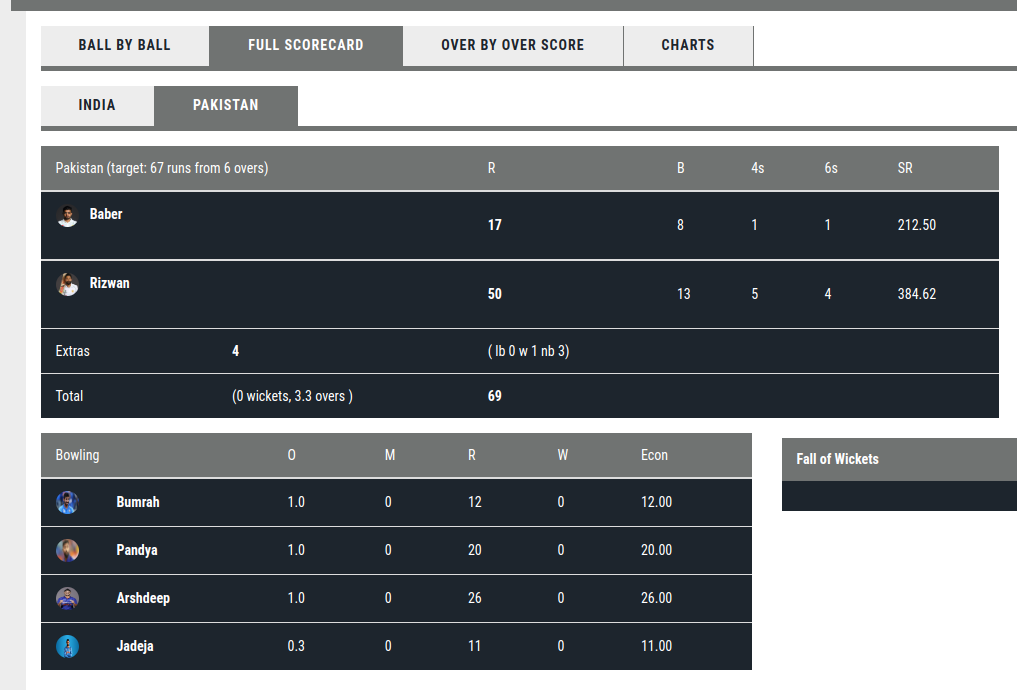 BALL BY BALL FULL SCORECARD OVER BY OVER SCORE CHARTS
INDIA PAKISTAN
Pakistan (target: 67 runs from 6 overs) R B 4s 6s SR
Baber 17 8 1 1 212.50
Rizwan 50 13 5 4 384.62
Extras 4 ( lb 0 w 1 nb 3)
Total (0 wickets, 3.3 overs ) 69
Bowling O M R W Econ
Bumrah 1.0 0 12 0 12.00
Pandya 1.0 0 20 0 20.00
Arshdeep 1.0 0 26 0 26.00
Jadeja 0.3 0 11 0 11.00
Fall of Wickets